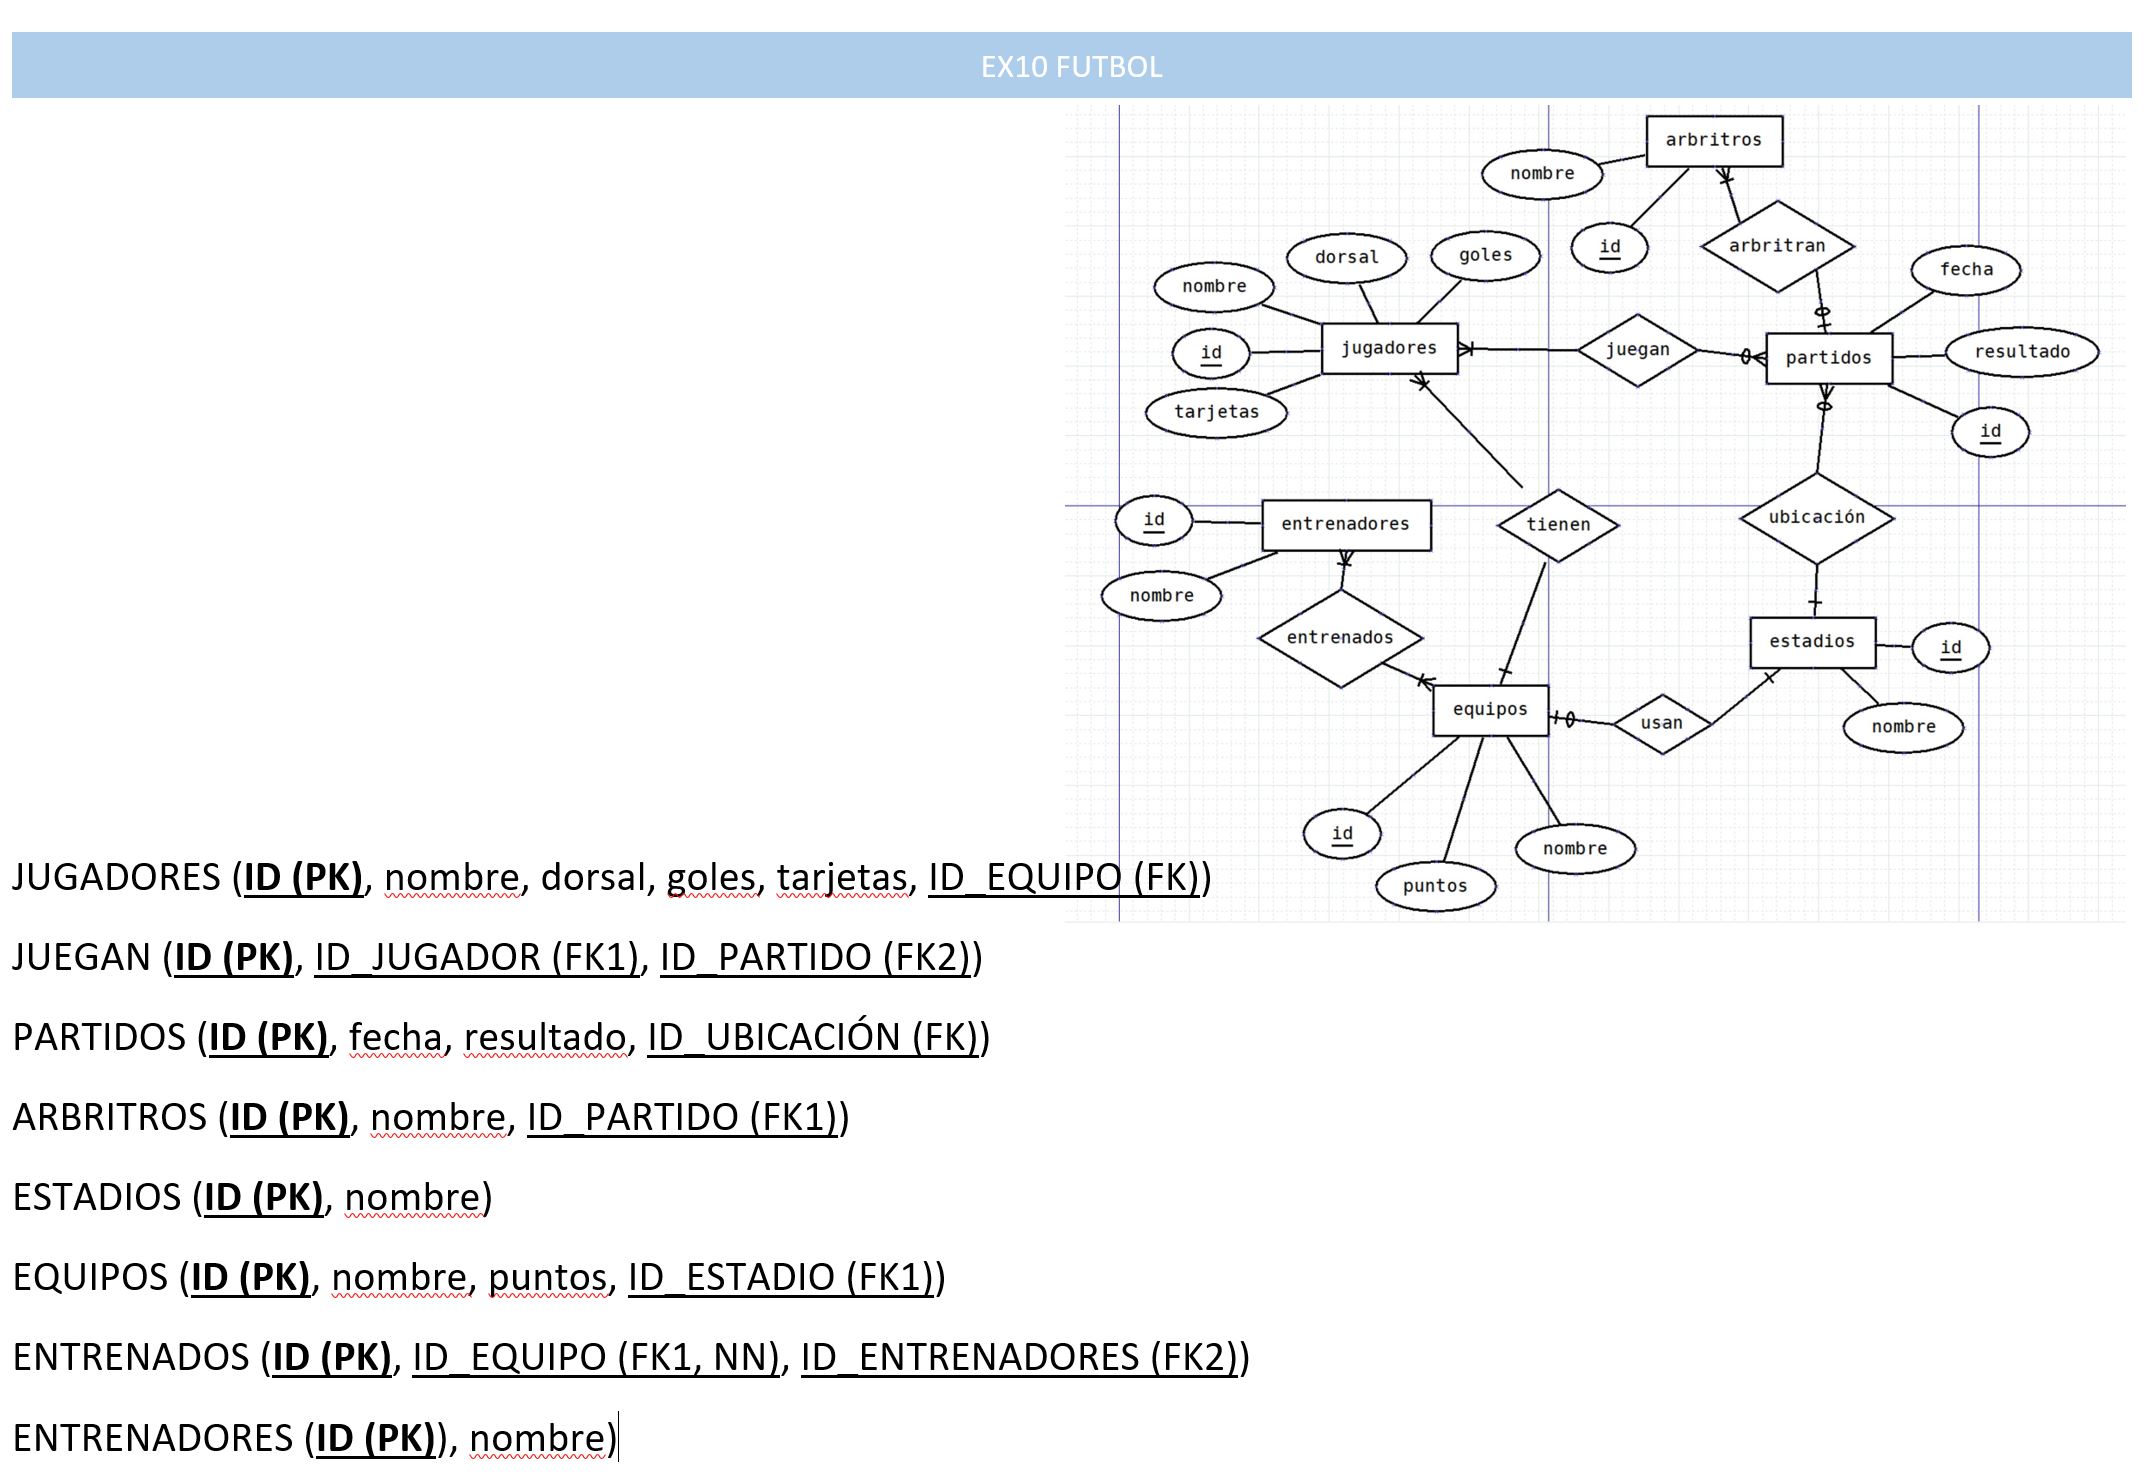 EX10 FUTBOL
arbritros
nombre
id
arbritran
dorsal
goles
nombre
fecha
jugadores
juegan
partidos
resultado
id
tarjetas
id
entrenadores
id
nombre
tienen
ubicación
entrenados
estadios
id
nombre
equipos
usan
id
puntos
nombre
JUGADORES (ID (PK), nombre, dorsal, goles, tarjetas, ID_EQUIPO (FK))
JUEGAN (ID (PK), ID_JUGADOR (FK1), ID_PARTIDO (FK2))
PARTIDOS (ID (PK), fecha, resultado, ID_UBICACIÓN (FK))
ARBRITROS (ID (PK), nombre, ID_PARTIDO (FK1))
ESTADIOS (ID (PK), nombre)
EQUIPOS (ID (PK), nombre, puntos, ID_ESTADIO (FK1))
ENTRENADOS (ID (PK), ID_EQUIPO (FK1, NN), ID_ENTRENADORES (FK2))
ENTRENADORES (ID (PK)), nombre)